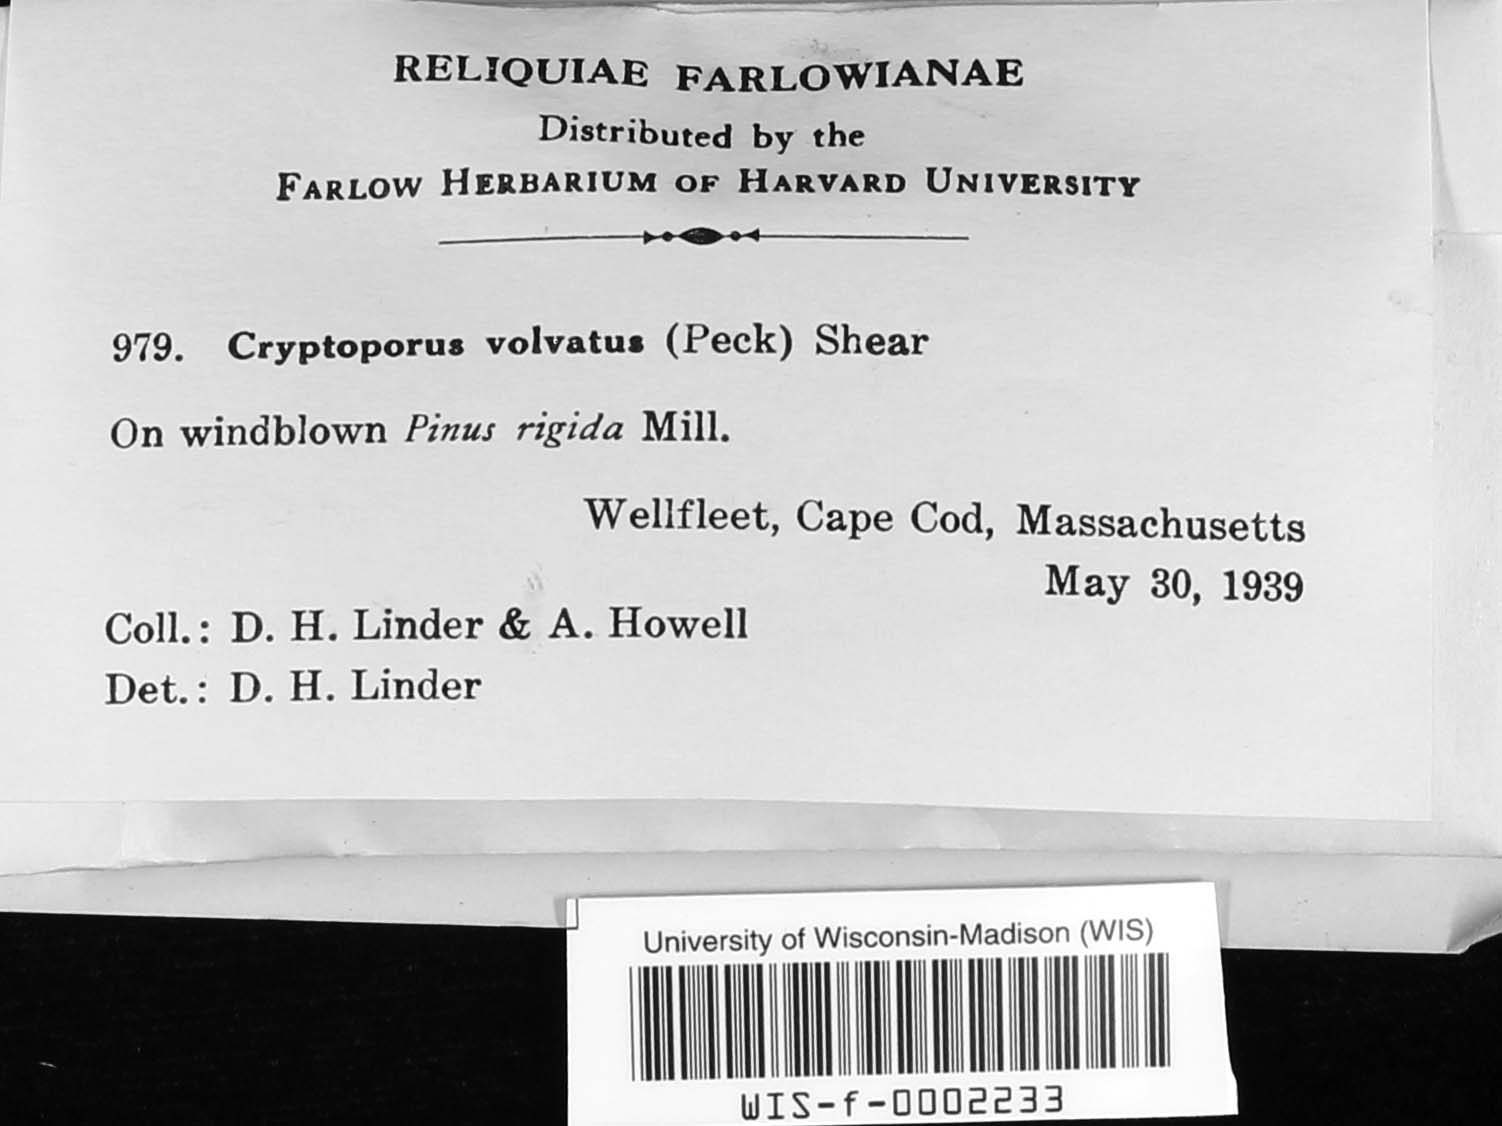 RELIQUIAE FARLOWIANAE
Distributed by the
FARLOW HERBARIUM OF HARVARD UNIVERSITY
979. Cryptoporus volvatus (Peck) Shear
On windblown Pinus rigida Mill.
Wellfleet, Cape Cod, Massachusetts
May 30, 1939
Coll.: D. H. Linder & A. Howell
Det.: D. H. Linder
University of Wisconsin-Madison (WIS)
WIS-f-0002233